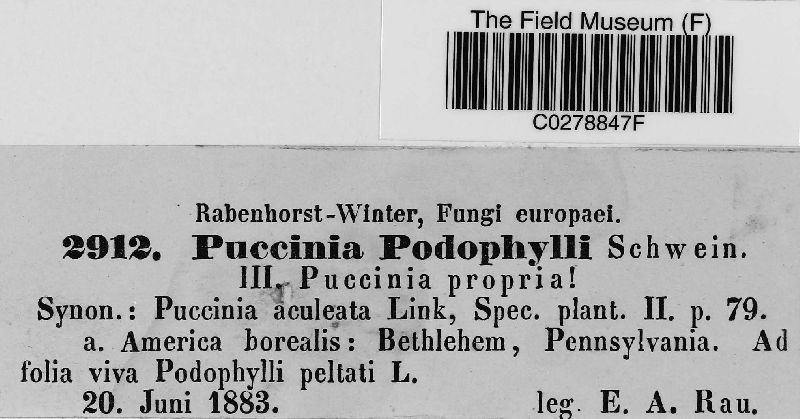 The Field Museum (F)
C0278847F
Rabenhorst-Winter, Fungi europaei.
2912. Puccinia Podophylli Schwein.
III. Puccinia propria!
Synon.: Puccinia aculeata Link, Spec. plant. II. p. 79.
a. America borealis: Bethlehem, Pennsylvania. Ad
folia viva Podophylli peltati L.
20. Juni 1883. leg. E. A. Rau.